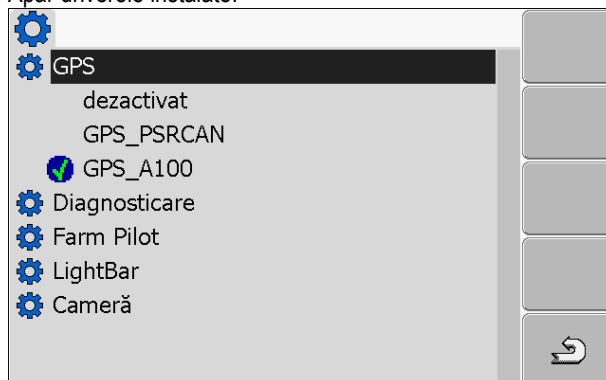 Apar driverele instalate.
GPS
dezactivat
GPS_PSRCAN
GPS_A100
Diagnosticare
Farm Pilot
LightBar
Cameră